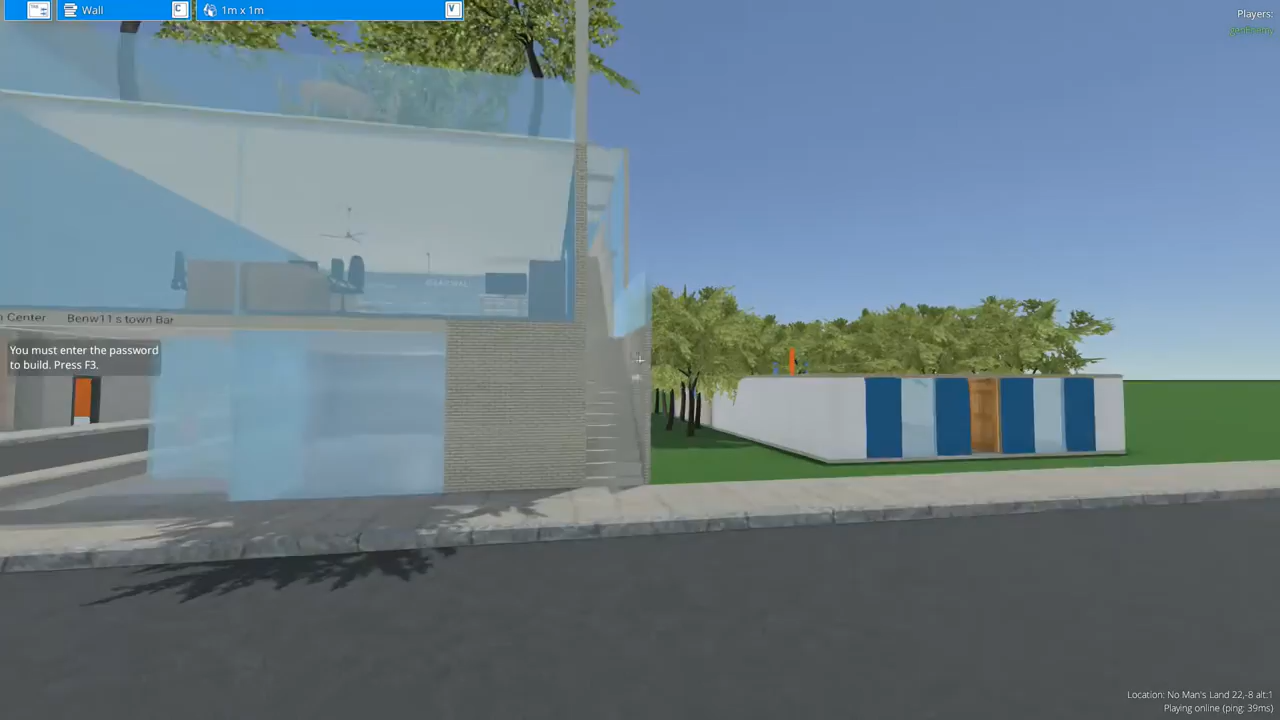 Wall
C
1m x 1m
V
Players:
n Center
Benw11's town Bar
You must enter the password
to build. Press F3.
Location: No Man's Land 22,-8 alt:1
Playing online (ping: 39ms)